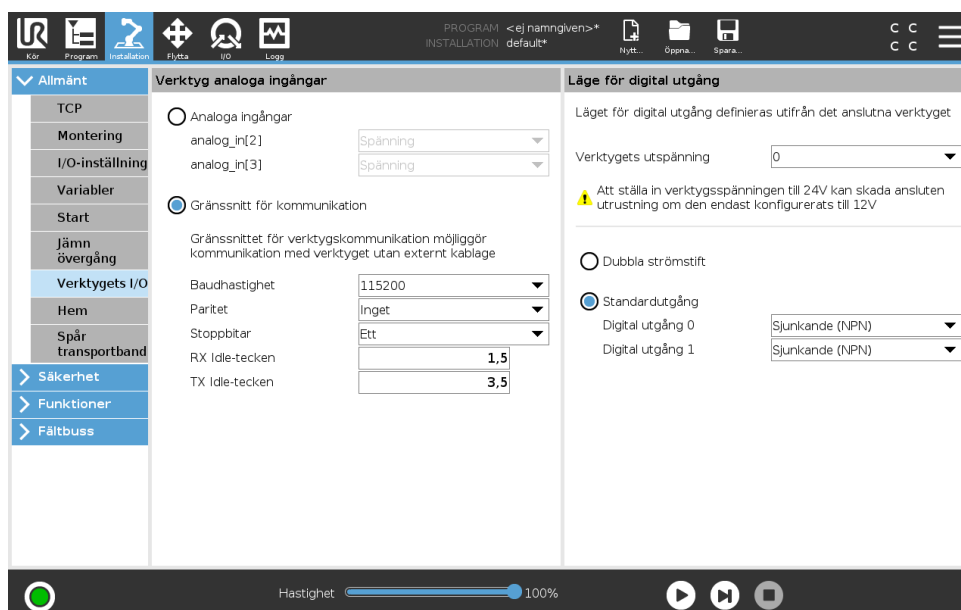 UR
Kör
Program
Installation
Flytta
I/O
Logg
PROGRAM <ej namngiven>*
INSTALLATION default*
Nytt...
Öppna...
Spara...
C C
C C
Allmänt
TCP
Montering
I/O-inställning
Variabler
Start
Jämn
övergång
Verktygets I/O
Hem
Spår
transportband
Säkerhet
Funktioner
Fältbuss
Verktyg analoga ingångar
Analoga ingångar
analog_in[2] Spänning
analog_in[3] Spänning
Gränssnitt för kommunikation
Gränssnittet för verktygskommunikation möjliggör
kommunikation med verktyget utan externt kablage
Baudhastighet 115200
Paritet Inget
Stoppbitar Ett
RX Idle-tecken 1,5
TX Idle-tecken 3,5
Läge för digital utgång
Läget för digital utgång definieras utifrån det anslutna verktyget
Verktygets utspänning 0
Att ställa in verktygsspänningen till 24V kan skada ansluten
utrustning om den endast konfigurerats till 12V
Dubbla strömstift
Standardutgång
Digital utgång 0 Sjunkande (NPN)
Digital utgång 1 Sjunkande (NPN)
Hastighet 100%